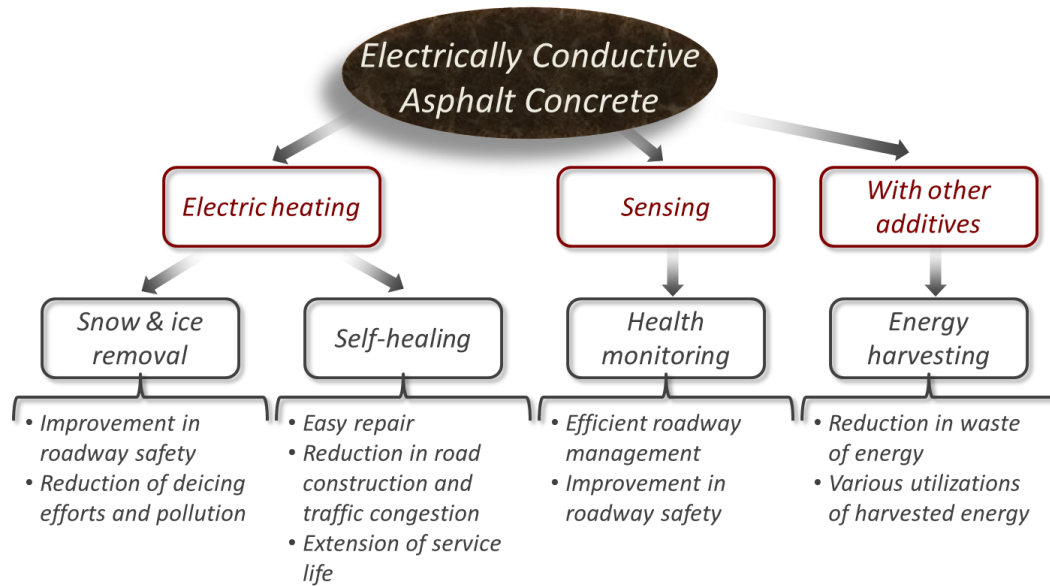 Electrically Conductive
Asphalt Concrete
Electric heating
Sensing
With other
additives
Snow & ice
removal
Self-healing
Health
monitoring
Energy
harvesting
• Improvement in
roadway safety
• Reduction of deicing
efforts and pollution
• Easy repair
• Reduction in road
construction and
traffic congestion
• Extension of service
life
• Efficient roadway
management
• Improvement in
roadway safety
• Reduction in waste
of energy
• Various utilizations
of harvested energy